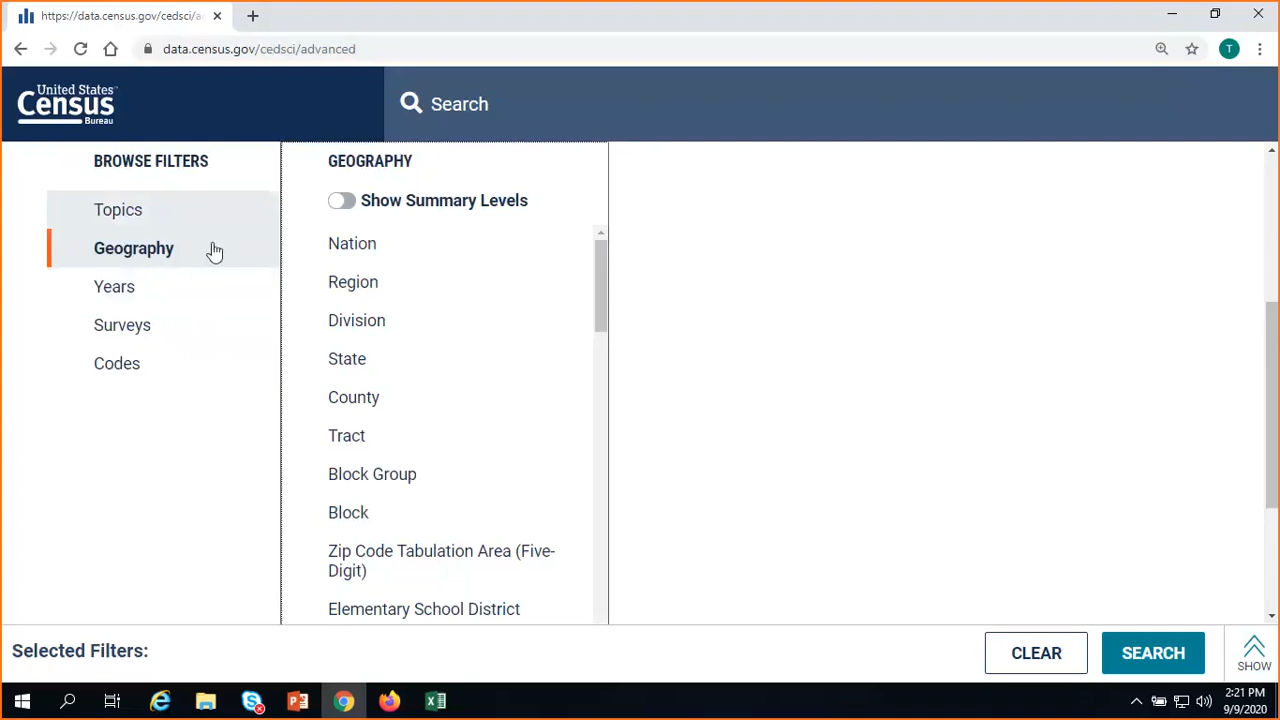 https://data.census.gov/cedsci/a
data.census.gov/cedsci/advanced
T
United States
Census
Bureau
Search
BROWSE FILTERS
Topics
Geography
Years
Surveys
Codes
GEOGRAPHY
Show Summary Levels
Nation
Region
Division
State
County
Tract
Block Group
Block
Zip Code Tabulation Area (Five-
Digit)
Elementary School District
Selected Filters:
CLEAR
SEARCH
SHOW
2:21 PM
9/9/2020